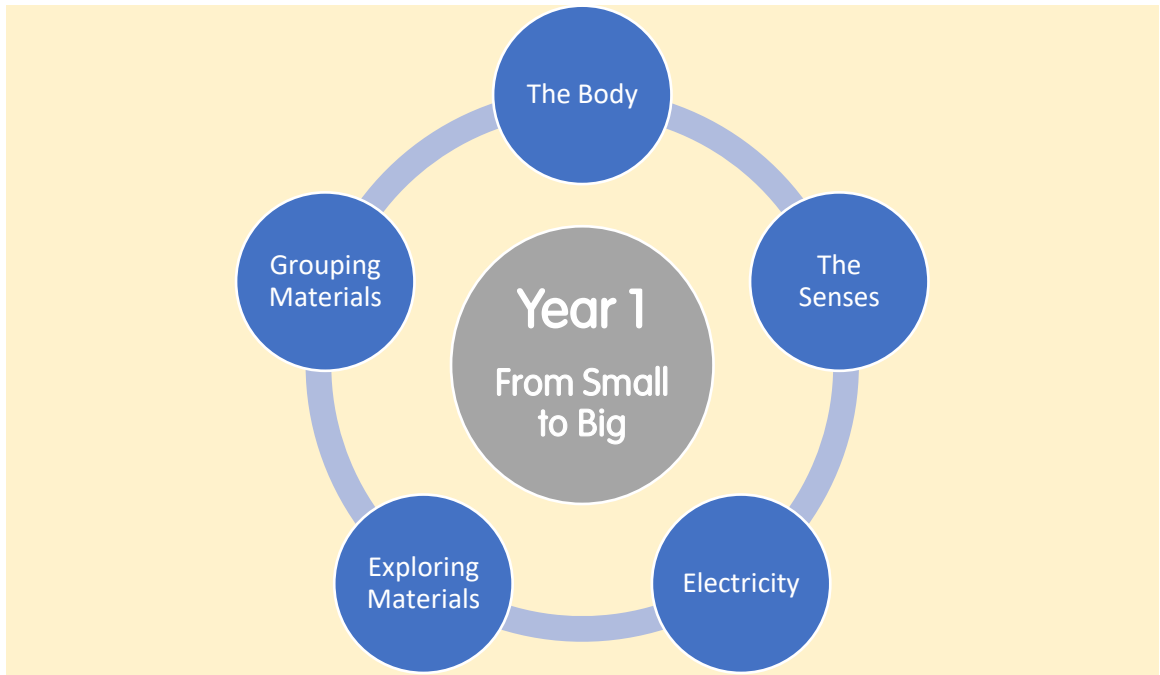 The Body
The
Senses
Electricity
Exploring
Materials
Grouping
Materials
Year 1
From Small
to Big